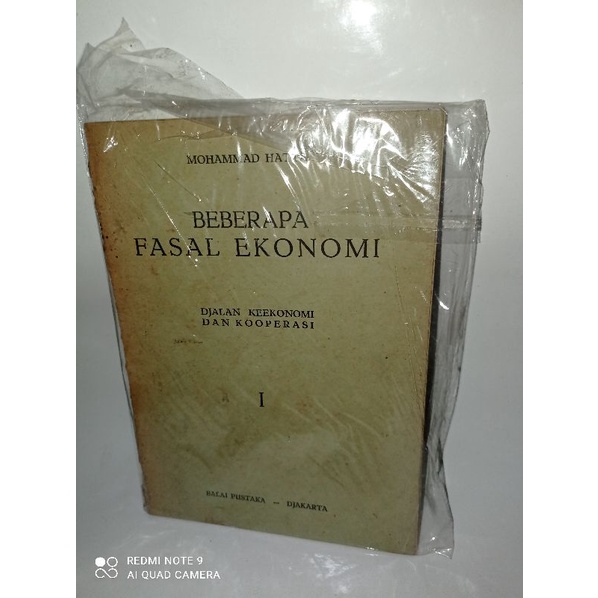 MOHAMMAD
BEBERAPA
FASAL EKONOMI
DJALAN KEEKONOMI
DAN KOOPERASI
I
BALAI PUSTAKA — DJAKARTA
REDMI NOTE 9
AI QUAD CAMERA